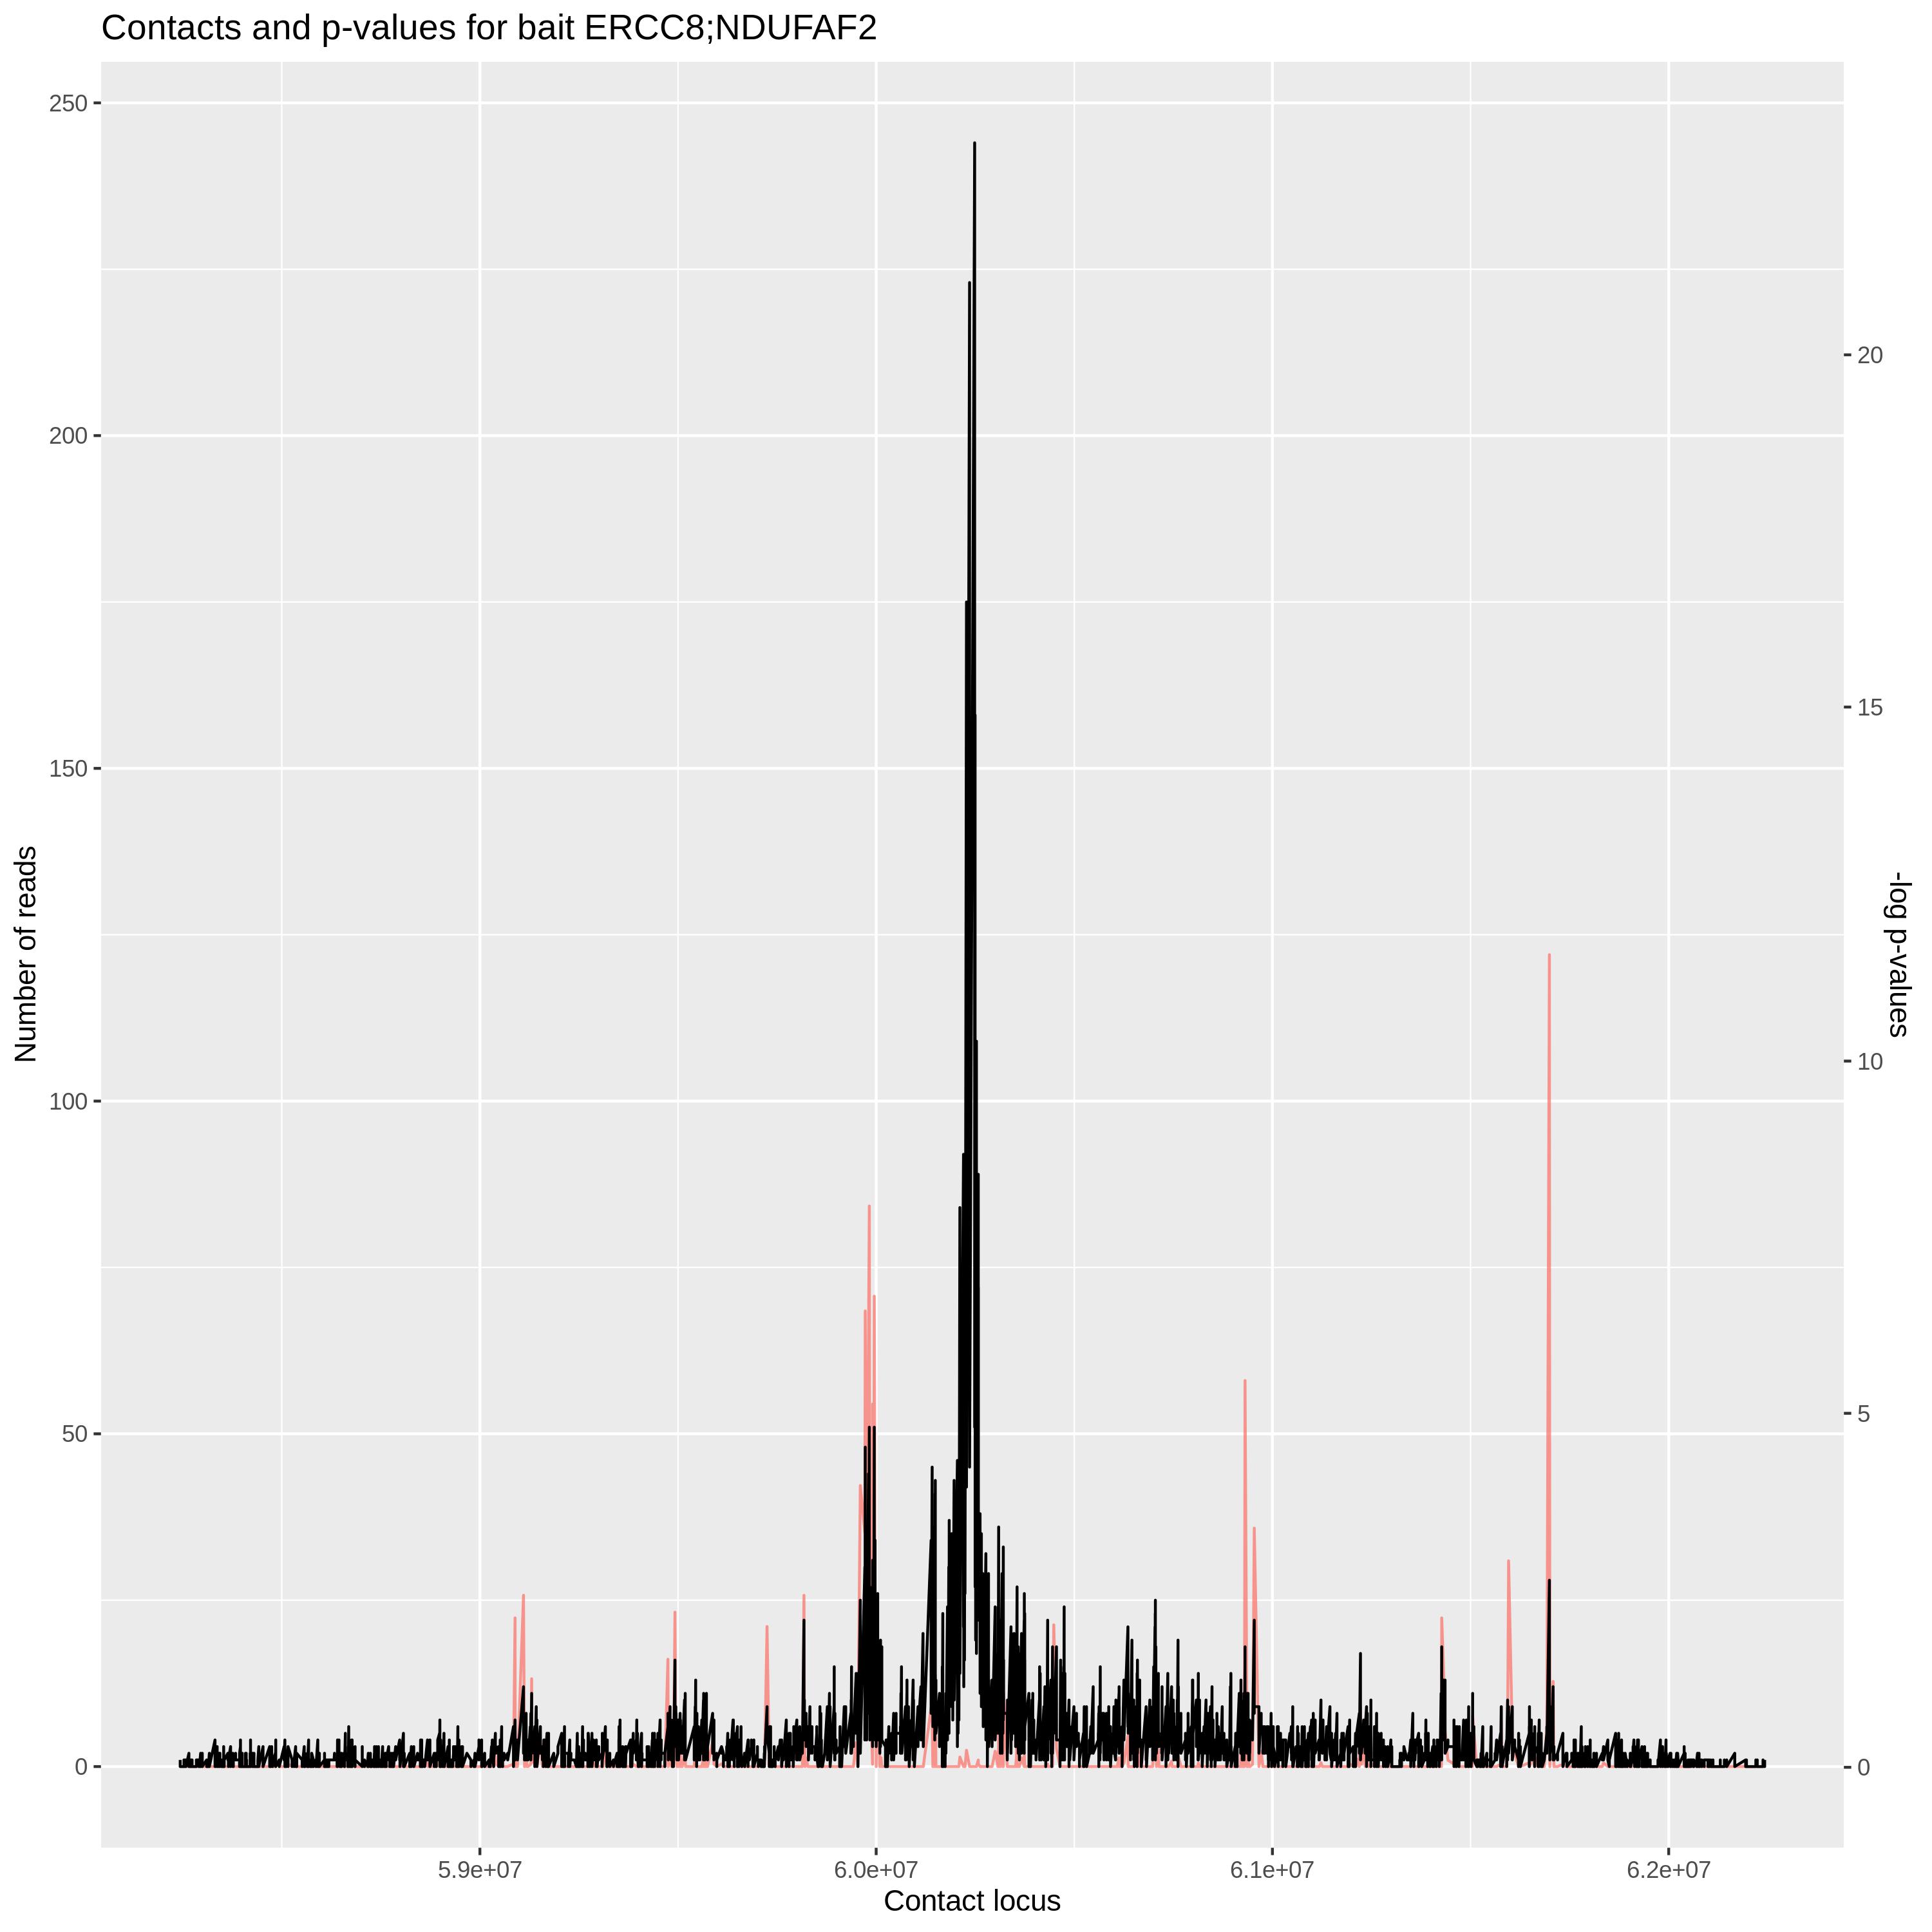 Contacts and p-values for bait ERCC8;NDUFAF2
250
200
150
100
50
0
Number of reads
20
15
10
5
0
-log p-values
5.9e+07 6.0e+07 6.1e+07 6.2e+07
Contact locus